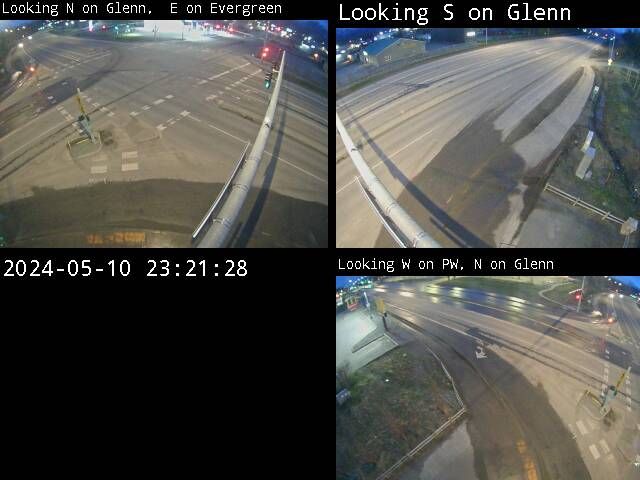 Looking N on Glenn,  E on Evergreen
Looking S on Glenn
2024-05-10 23:21:28
Looking W on PW, N on Glenn